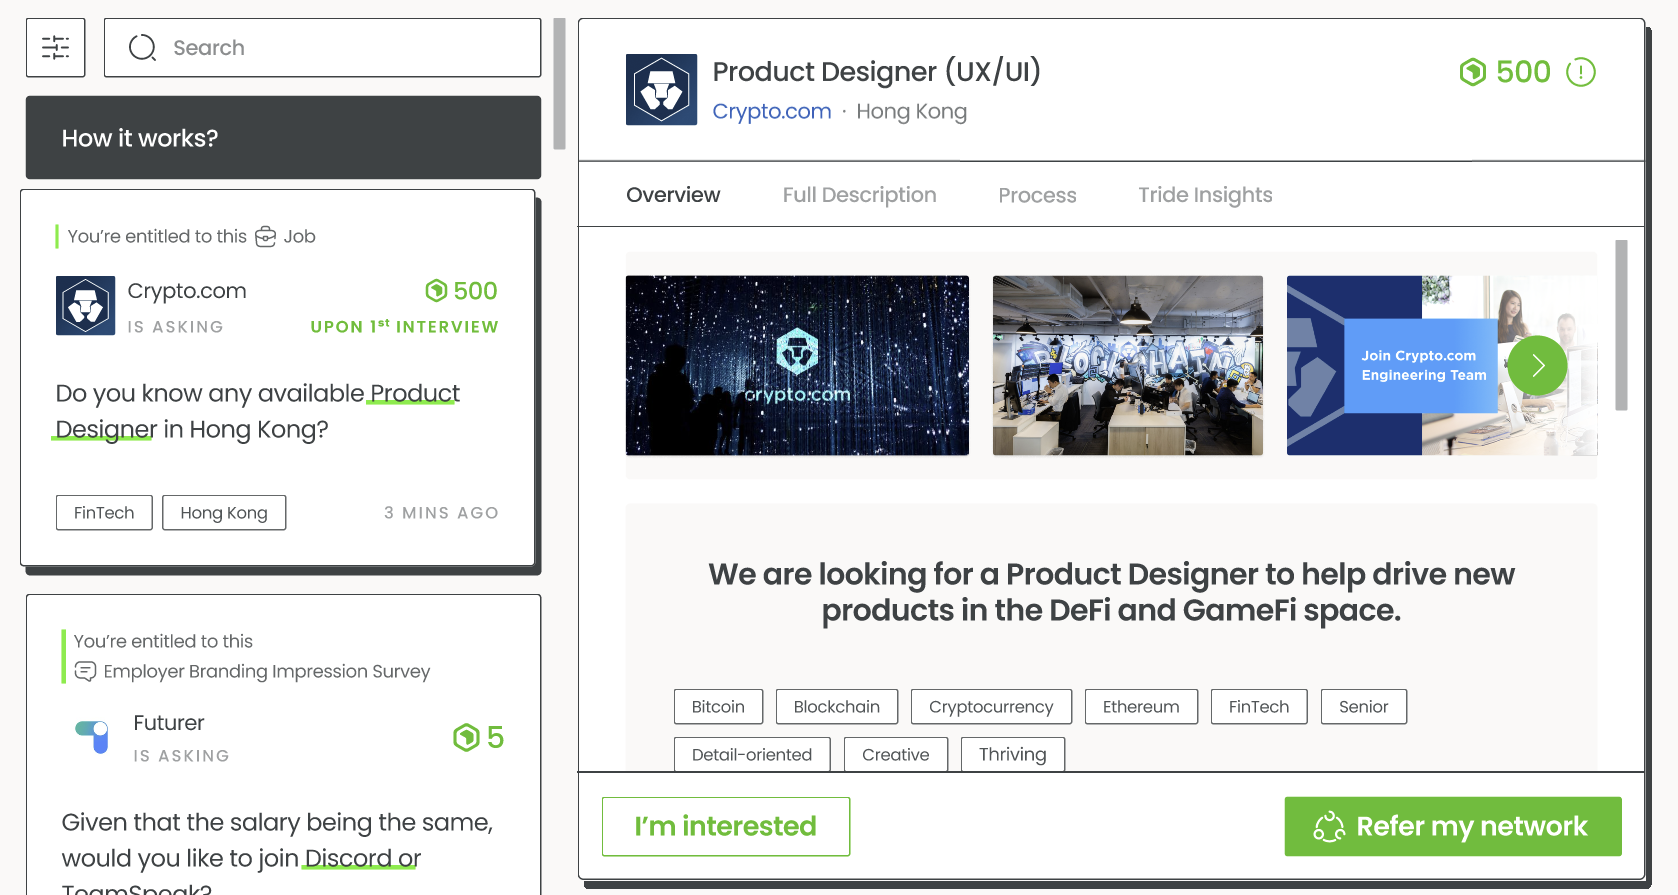 Search
How it works?
You're entitled to this Job
Crypto.com
500
IS ASKING
UPON 1st INTERVIEW
Do you know any available Product
Designer in Hong Kong?
FinTech
Hong Kong
3 MINS AGO
You're entitled to this
Employer Branding Impression Survey
Futurer
5
IS ASKING
Given that the salary being the same,
would you like to join Discord or
TeamSpeak?
Product Designer (UX/UI)
Crypto.com · Hong Kong
500
Overview
Full Description
Process
Tride Insights
crypto.com
BLOCKCHAIN
Join Crypto.com
Engineering Team
We are looking for a Product Designer to help drive new
products in the DeFi and GameFi space.
Bitcoin
Blockchain
Cryptocurrency
Ethereum
FinTech
Senior
Detail-oriented
Creative
Thriving
I'm interested
Refer my network